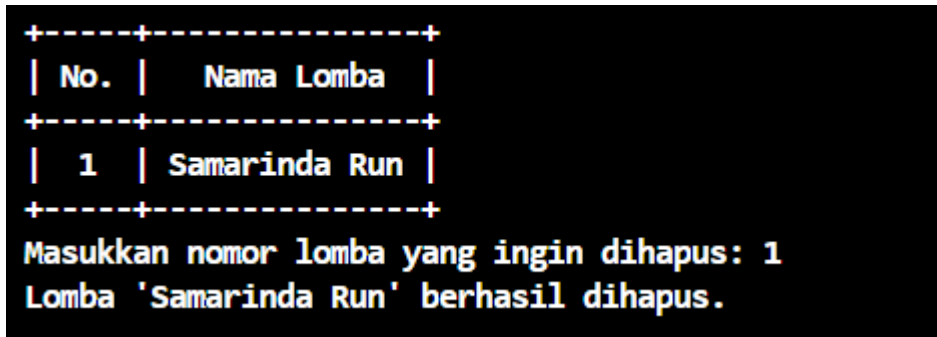 +-----+---------------+
| No. |   Nama Lomba  |
+-----+---------------+
|  1  | Samarinda Run |
+-----+---------------+
Masukkan nomor lomba yang ingin dihapus: 1
Lomba 'Samarinda Run' berhasil dihapus.